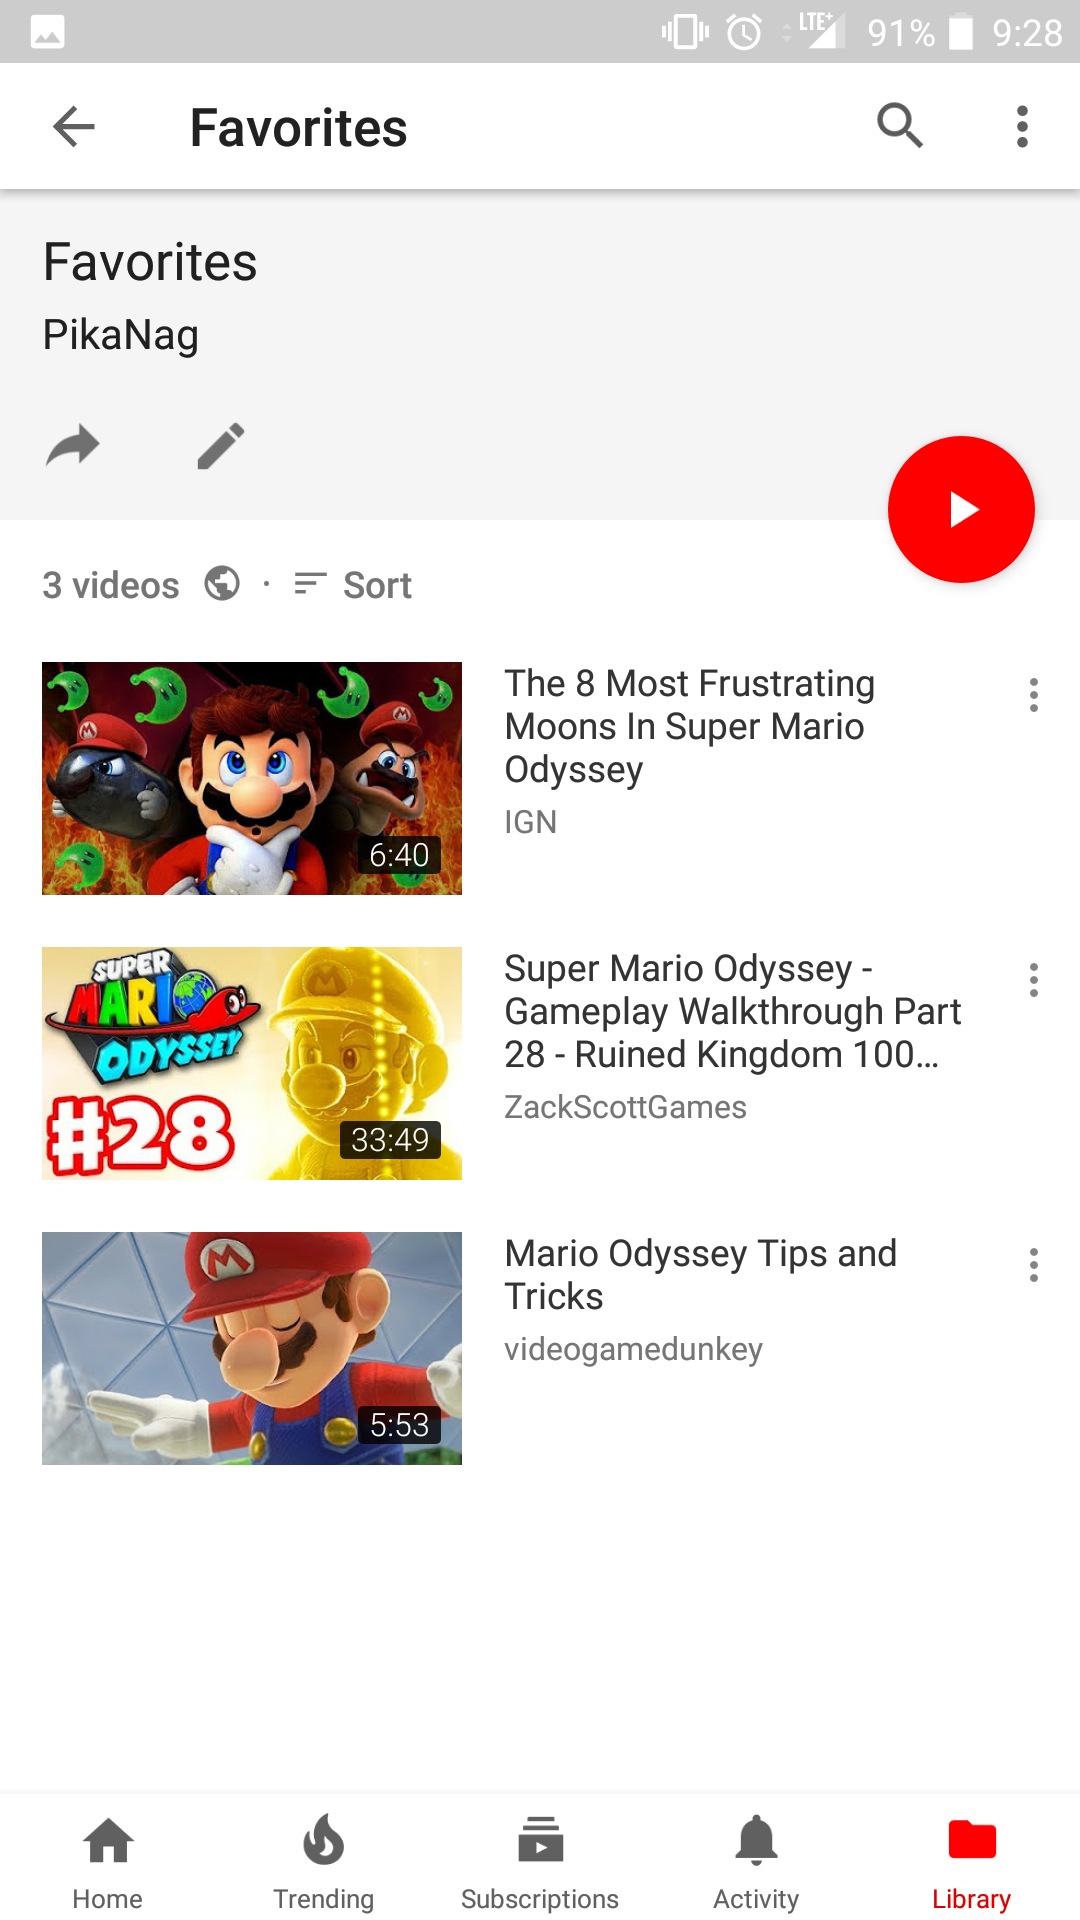 LTE+ 91% 9:28
Favorites
Favorites
PikaNag
3 videos · Sort
The 8 Most Frustrating
Moons In Super Mario
Odyssey
IGN
M
M
6:40
Super Mario Odyssey -
Gameplay Walkthrough Part
28 - Ruined Kingdom 100...
ZackScottGames
SUPER
MARIO
ODYSSEY
#28
M
33:49
Mario Odyssey Tips and
Tricks
videogamedunkey
M
5:53
Home Trending Subscriptions Activity Library